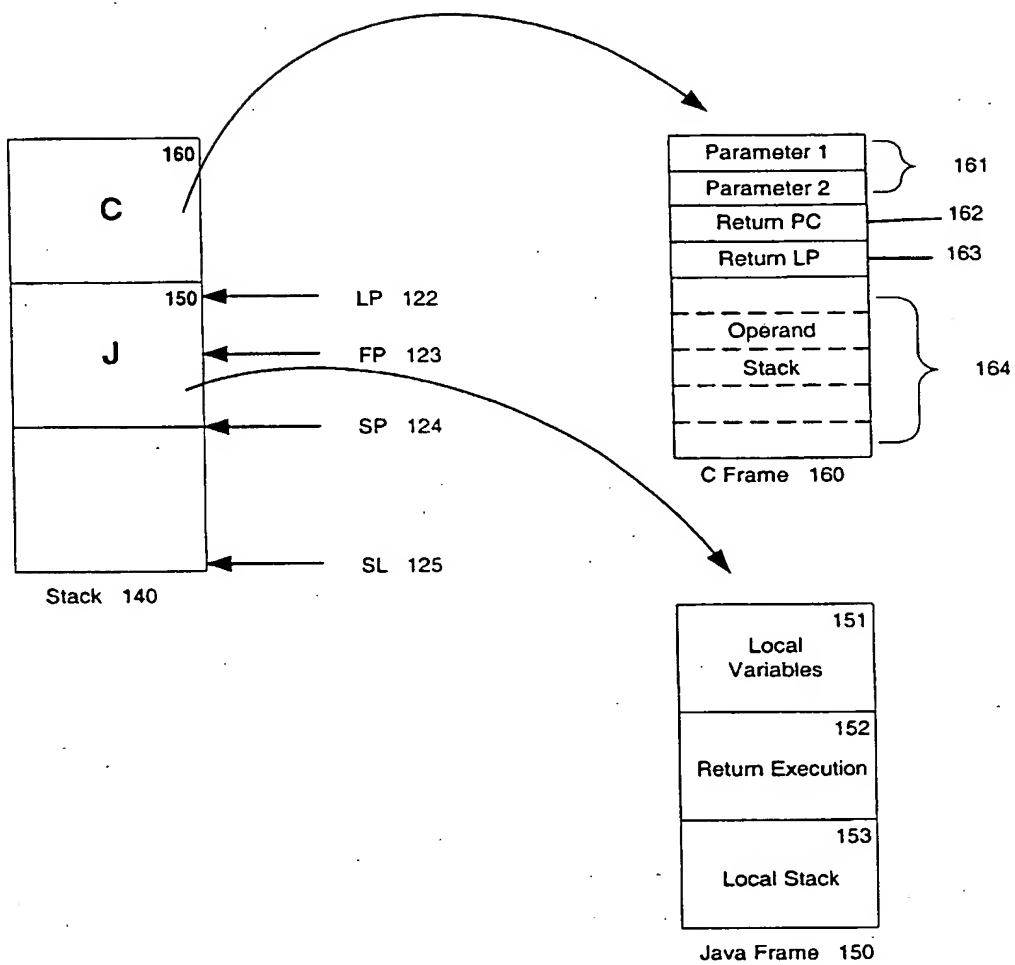 160
C
150
J
LP 122
FP 123
SP 124
SL 125
Stack 140
Parameter 1
Parameter 2
161
Return PC
162
Return LP
163
Operand
Stack
164
C Frame 160
151
Local
Variables
152
Return Execution
153
Local Stack
Java Frame 150